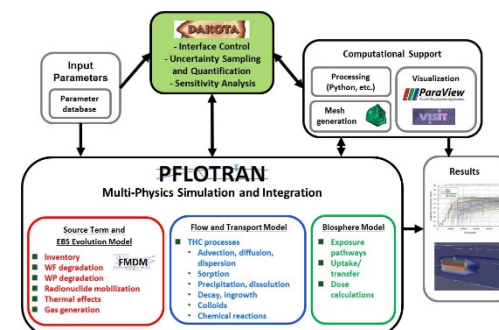 DAKOTA
- Interface Control
- Uncertainty Sampling
and Quantification
- Sensitivity Analysis
Input
Parameters
Parameter
database
Computational Support
Processing
(Python, etc.)
Mesh
generation
Visualization
ParaView
VisIt
PFLOTRAN
Multi-Physics Simulation and Integration
Source Term and
EBS Evolution Model
Inventory
WF degradation
WP degradation
Radionuclide mobilization
Thermal effects
Gas generation
FMDM
Flow and Transport Model
THC processes
Advection, diffusion,
dispersion
Sorption
Precipitation, dissolution
Decay, ingrowth
Colloids
Chemical reactions
Biosphere Model
Exposure
pathways
Uptake/
transfer
Dose
calculations
Results